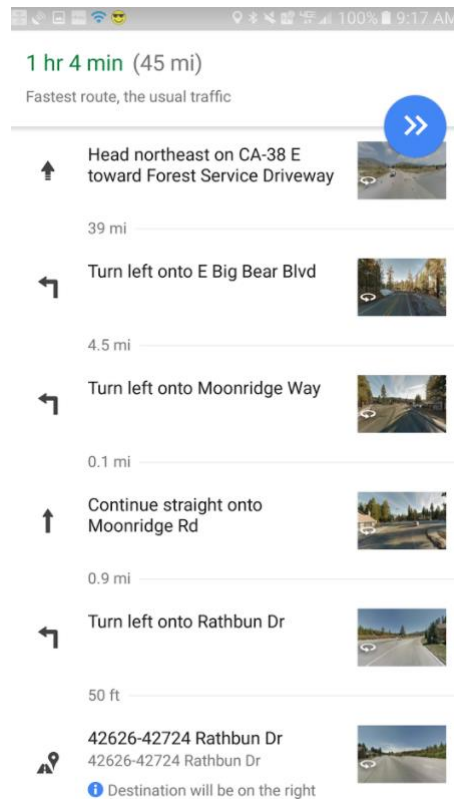 100% 9:17 AM
1 hr 4 min (45 mi)
Fastest route, the usual traffic
Head northeast on CA-38 E
toward Forest Service Driveway
39 mi
Turn left onto E Big Bear Blvd
4.5 mi
Turn left onto Moonridge Way
0.1 mi
Continue straight onto
Moonridge Rd
0.9 mi
Turn left onto Rathbun Dr
50 ft
42626-42724 Rathbun Dr
42626-42724 Rathbun Dr
Destination will be on the right